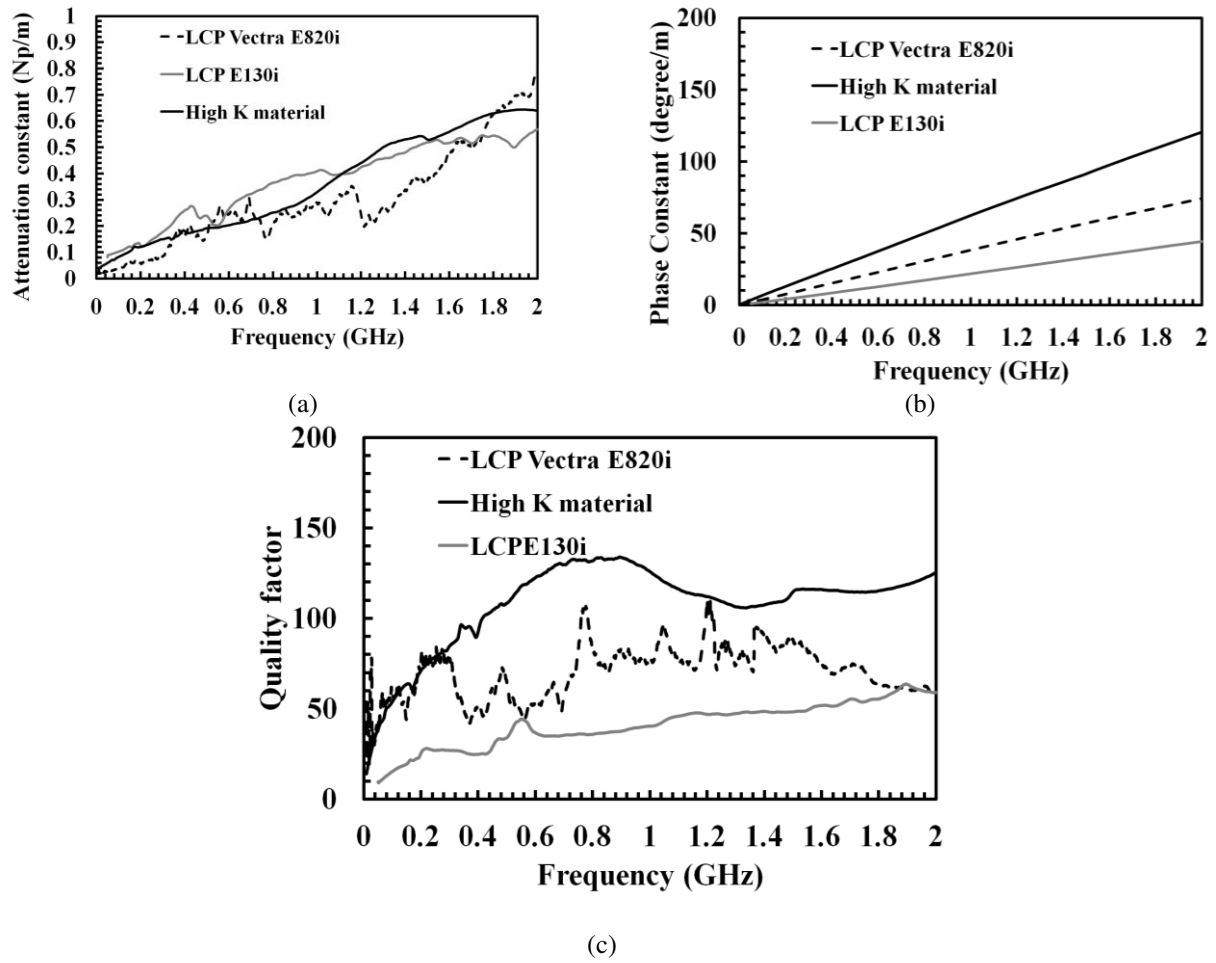 1
0.9
0.8
0.7
0.6
0.5
0.4
0.3
0.2
0.1
0
Attenuation constant (Np/m)
LCP Vectra E820i
LCP E130i
High K material
0 0.2 0.4 0.6 0.8 1 1.2 1.4 1.6 1.8 2
Frequency (GHz)
(a)
200
150
100
50
0
Phase Constant (degree/m)
LCP Vectra E820i
High K material
LCP E130i
0 0.2 0.4 0.6 0.8 1 1.2 1.4 1.6 1.8 2
Frequency (GHz)
(b)
200
150
100
50
0
Quality factor
LCP Vectra E820i
High K material
LCPE130i
0 0.2 0.4 0.6 0.8 1 1.2 1.4 1.6 1.8 2
Frequency (GHz)
(c)